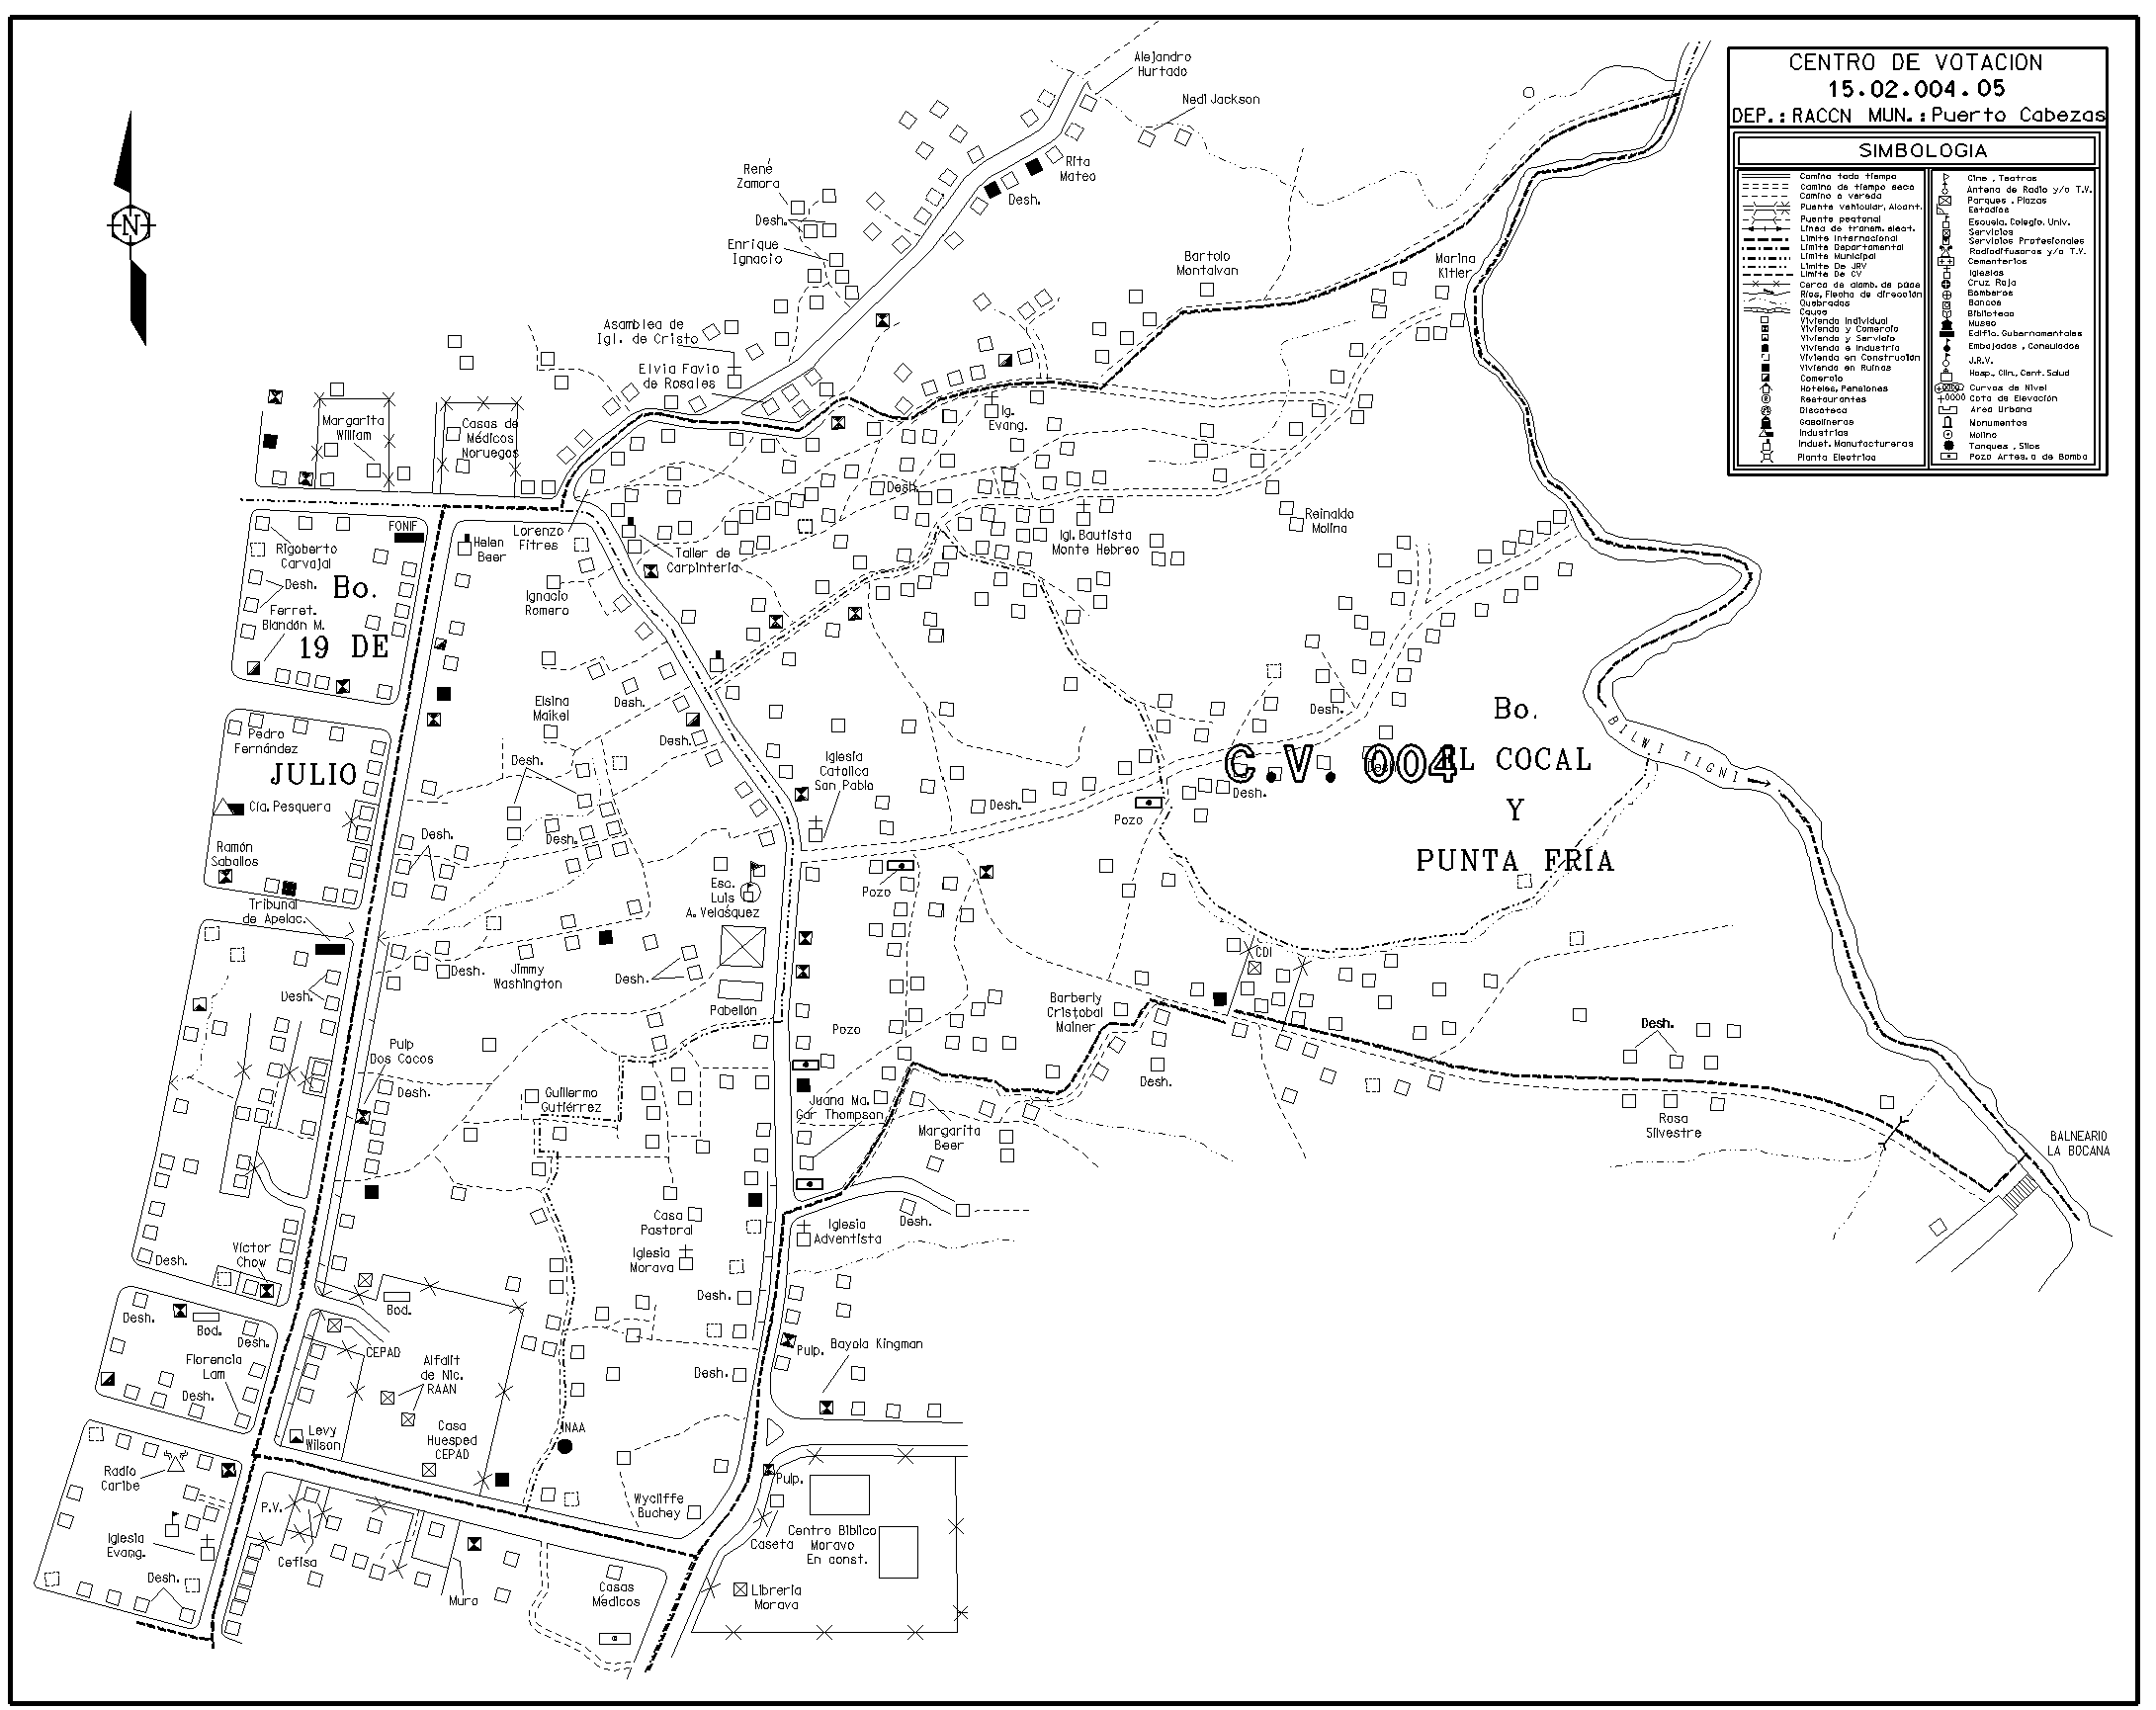 CENTRO DE VOTACION
15.02.004.05
DEP.: RACCN MUN.: Puerto Cabezas
SIMBOLOGIA
Camino todo tiempo
Camino de tiempo seco
Camino o vereda
Puente vehicular, Alcant.
Puente peatonal
Linea de transm. elect.
Limite Internacional
Limite Departamental
Limite Municipal
Limite De JRV
Limite De CV
Cerca de alamb. de púas
Ríos, Flecha de dirección
Quebradas
Cauce
Vivienda Individual
Vivienda y Comercio
Vivienda y Servicio
Vivienda e Industria
Vivienda en Construcción
Vivienda en Ruinas
Comercio
Hoteles, Pensiones
Restaurantes
Discoteca
Gasolineras
Industrias
Indust. Manufactureras
Planta Electrica
Cine, Teatros
Antena de Radio y/o T.V.
Parques, Plazas
Estadios
Escuela, Colegio, Univ.
Servicios
Servicios Profesionales
Radiodifusoras y/o T.V.
Cementerios
Iglesias
Cruz Roja
Bomberos
Bancos
Biblioteca
Museo
Edific. Gubernamentales
Embajadas, Consulados
J.R.V.
Hosp., Clin., Cent. Salud
Curvas de Nivel
Cota de Elevación
Area Urbana
Monumentos
Molino
Tanques, Silos
Pozo Artes. o de Bomba
N
Alejandro
Hurtado
Nedi Jackson
Rita
Mateo
Desh.
René
Zamora
Desh.
Enrique
Ignacio
Bartolo
Montalvan
Marina
Kitler
Asamblea de
Igl. de Cristo
Elvia Favio
de Rosales
Margarita
William
Casas de
Médicos
Noruegos
Ig.
Evang.
Desh.
FONIF
Helen
Beer
Lorenzo
Fitres
Taller de
Carpinteria
Igl. Bautista
Monte Hebreo
Reinaldo
Molina
Rigoberto
Carvajal
Desh.
Bo.
Ferret.
Blandón M.
19 DE
Ignacio
Romero
Elsina
Maikel
Desh.
Desh.
Desh.
Bo.
EL COCAL
Y
PUNTA FRIA
C.V. 004
Desh.
Desh.
BILWI TIGNI
Pedro
Fernández
JULIO
Cía. Pesquera
Desh.
Desh.
Desh.
Iglesia
Catolica
San Pablo
Desh.
Pozo
Ramón
Saballos
Tribunal
de Apelac.
Esc.
Luis
A. Velásquez
Pozo
Desh.
Desh.
Jimmy
Washington
Desh.
Pabellón
Pozo
Barberly
Cristobal
Mainer
CDI
Desh.
Pulp
Dos Cocos
Desh.
Guillermo
Gutiérrez
Juana Ma.
Gar Thompson
Margarita
Beer
Desh.
Rosa
Silvestre
BALNEARIO
LA BOCANA
Casa
Pastoral
Iglesia
Morava
Iglesia
Adventista
Desh.
Desh.
Victor
Chow
Desh.
Bod.
Desh.
Bod.
Desh.
Florencia
Lam
Desh.
CEPAD
Alfalit
de Nic.
RAAN
Desh.
Pulp.
Bayola Kingman
Levy
Wilson
Casa
Huesped
CEPAD
INAA
Radio
Caribe
P.V.
Wycliffe
Buchey
Pulp.
Centro Biblico
Moravo
En const.
Caseta
Iglesia
Evang.
Cefisa
Desh.
Muro
Casas
Médicos
Libreria
Morava